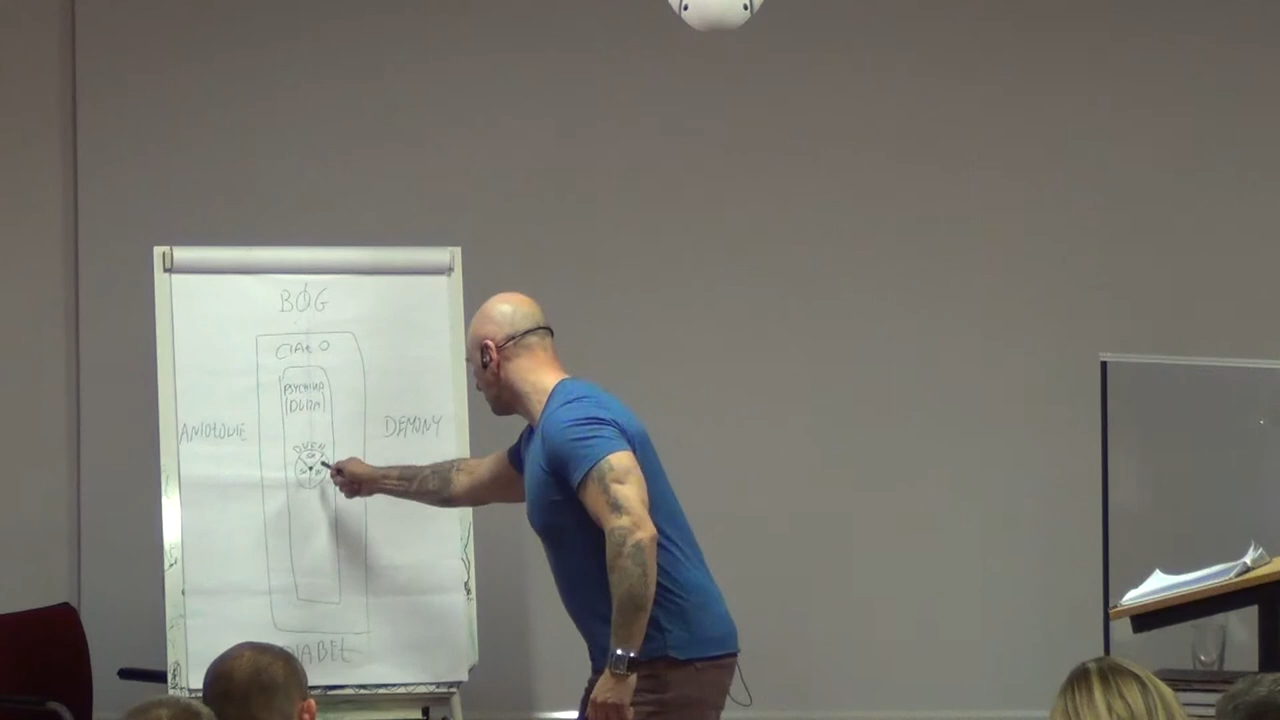 BÓG
CIAŁO
PSYCHIKA
(DUSZA)
ANIOŁOWIE
DEMONY
DUCH
DIABEŁ